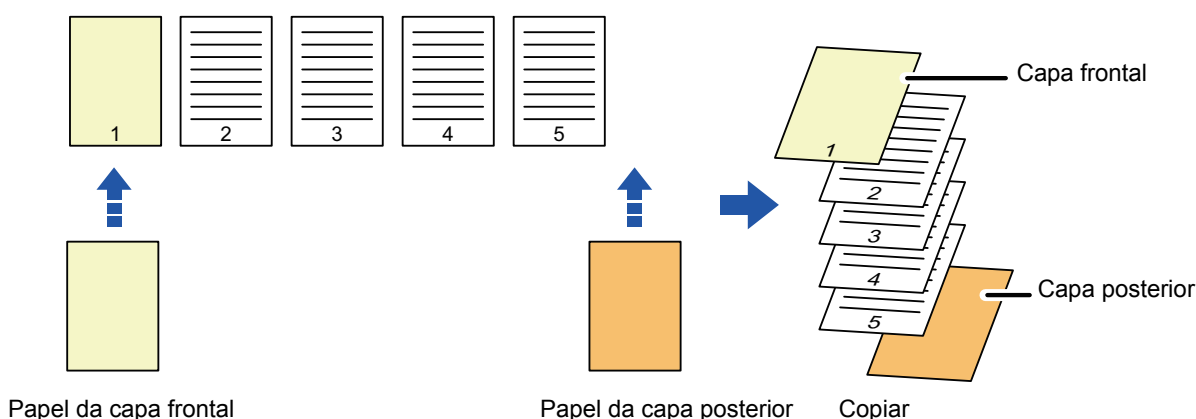 1 2 3 4 5
Capa frontal
1
2
3
4
5
Capa posterior
Papel da capa frontal
Papel da capa posterior
Copiar